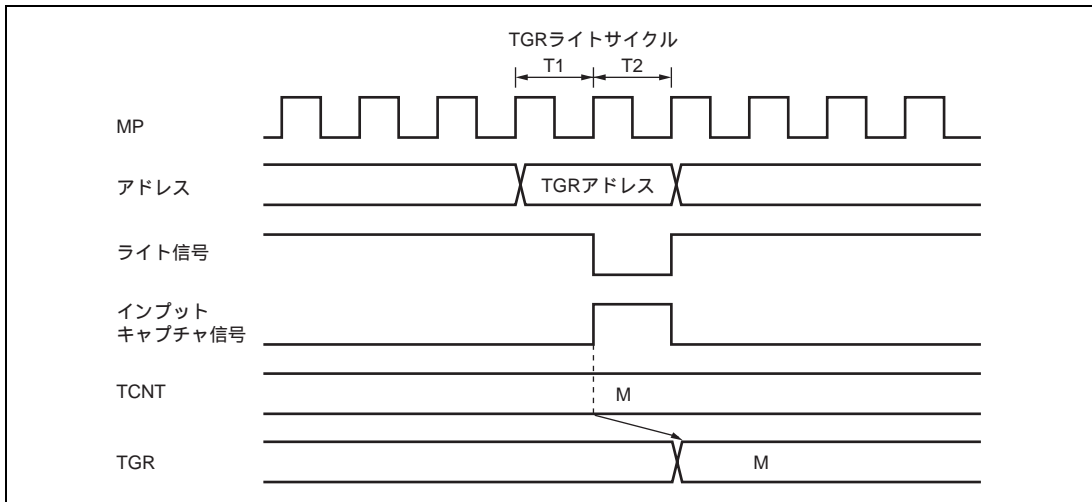 TGRライトサイクル
T1
T2
MP
アドレス
TGRアドレス
ライト信号
インプット
キャプチャ信号
TCNT
M
TGR
M